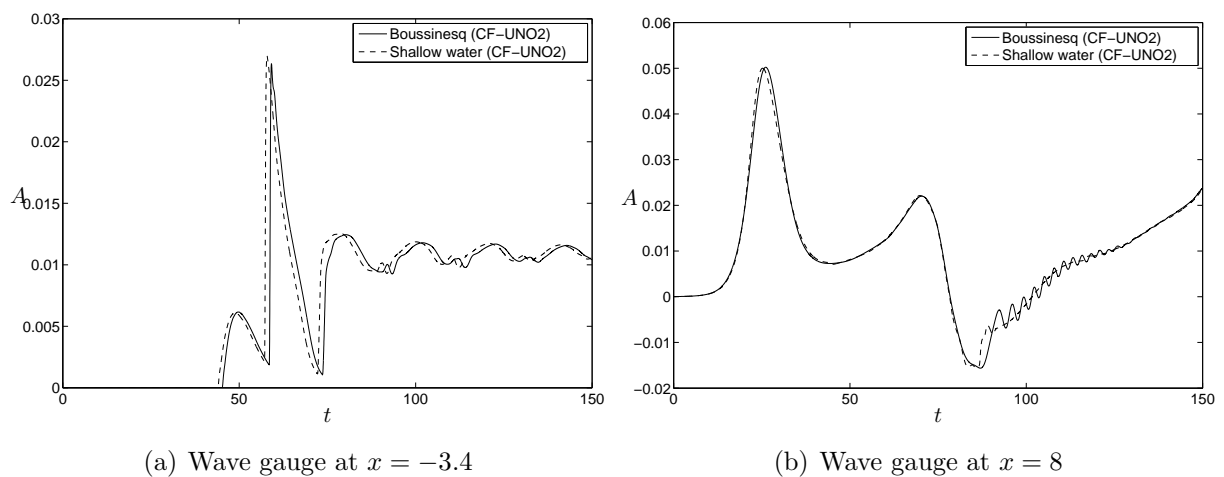 0.03
0.025
0.02
0.015
0.01
0.005
0
A
0
50
100
150
t
Boussinesq (CF−UNO2)
Shallow water (CF−UNO2)
(a) Wave gauge at x = −3.4
0.06
0.05
0.04
0.03
0.02
0.01
0
−0.01
−0.02
A
0
50
100
150
t
Boussinesq (CF−UNO2)
Shallow water (CF−UNO2)
(b) Wave gauge at x = 8